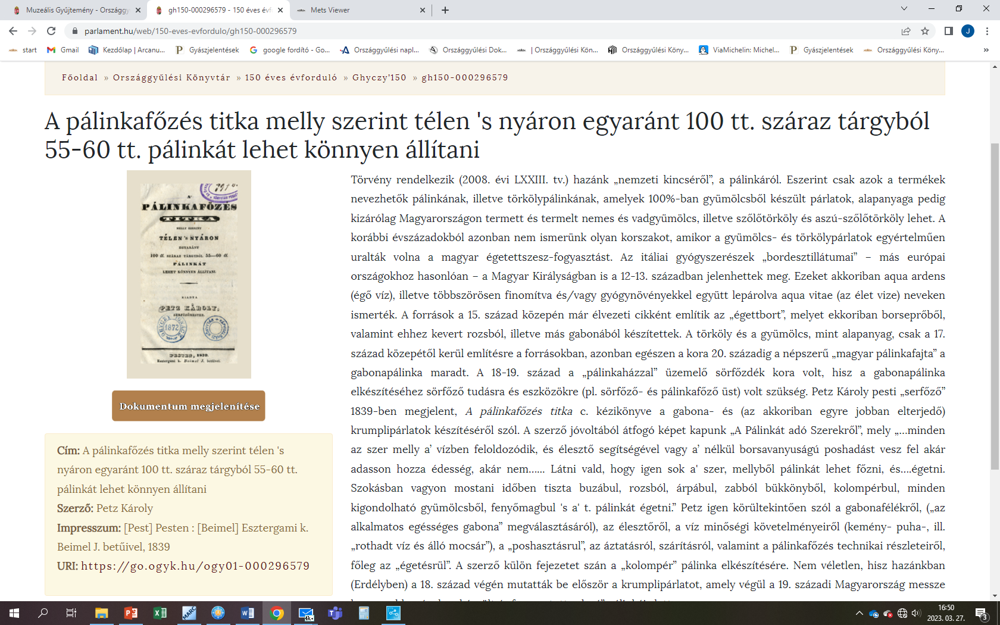 Muzeális Gyűjtemény - Országgy
gh150-000296579 - 150 éves évf
Mets Viewer
parlament.hu/web/150-eves-evfordulo/gh150-000296579
J
start
Gmail
Kezdőlap | Arcanu...
Gyászjelentések
google fordító - Go...
Országgyűlési napl...
Országgyűlési Dok...
| Országgyűlési Kön...
Országgyűlési Köny...
ViaMichelin: Michel...
Gyászjelentések
Országgyűlési Köny...
»
Főoldal » Országgyűlési Könyvtár » 150 éves évforduló » Ghyczy'150 » gh150-000296579
A pálinkafőzés titka melly szerint télen 's nyáron egyaránt 100 tt. száraz tárgyból
55-60 tt. pálinkát lehet könnyen állítani
A'
PÁLINKAFŐZÉS
TITKA
MELLY SZERINT
TÉLEN 's NYÁRON
EGYARÁNT
100 tt. SZÁRAZ TÁRGYBÓL 55—60 tt.
PÁLINKÁT
LEHET KÖNNYEN ÁLLÍTANI.
KIADTA
PETZ KÁROLY,
SERFŐZŐMESTER.
1872
PESTEN, 1839.
Esztergami k. Beimel J. betűivel.
Dokumentum megjelenítése
Cím: A pálinkafőzés titka melly szerint télen 's
nyáron egyaránt 100 tt. száraz tárgyból 55-60 tt.
pálinkát lehet könnyen állítani
Szerző: Petz Károly
Impresszum: [Pest] Pesten : [Beimel] Esztergami k.
Beimel J. betűivel, 1839
URI: https://go.ogyk.hu/ogy01-000296579
Törvény rendelkezik (2008. évi LXXIII. tv.) hazánk „nemzeti kincséről”, a pálinkáról. Eszerint csak azok a termékek
nevezhetők pálinkának, illetve törkölypálinkának, amelyek 100%-ban gyümölcsből készült párlatok, alapanyaga pedig
kizárólag Magyarországon termett és termelt nemes és vadgyümölcs, illetve szőlőtörköly és aszú-szőlőtörköly lehet. A
korábbi évszázadokból azonban nem ismerünk olyan korszakot, amikor a gyümölcs- és törkölypárlatok egyértelműen
uralták volna a magyar égetettszesz-fogyasztást. Az itáliai gyógyszerészek „bordesztillátumai” – más európai
országokhoz hasonlóan – a Magyar Királyságban is a 12-13. században jelenhettek meg. Ezeket akkoriban aqua ardens
(égő víz), illetve többszörösen finomítva és/vagy gyógynövényekkel együtt lepárolva aqua vitae (az élet vize) neveken
ismerték. A források a 15. század közepén már élvezeti cikként említik az „égettbort”, melyet ekkoriban borseprőből,
valamint ehhez kevert rozsból, illetve más gabonából készítettek. A törköly és a gyümölcs, mint alapanyag, csak a 17.
század közepétől kerül említésre a forrásokban, azonban egészen a kora 20. századig a népszerű „magyar pálinkafajta” a
gabonapálinka maradt. A 18-19. század a „pálinkaházzal” üzemelő sörfőzdék kora volt, hisz a gabonapálinka
elkészítéséhez sörfőző tudásra és eszközökre (pl. sörfőző- és pálinkafőző üst) volt szükség. Petz Károly pesti „serfőző”
1839-ben megjelent, A pálinkafőzés titka c. kézikönyve a gabona- és (az akkoriban egyre jobban elterjedő)
krumplipárlatok készítéséről szól. A szerző jóvoltából átfogó képet kapunk „A Pálinkát adó Szerekről”, mely „...minden
az szer melly a’ vízben feloldozódik, és élesztő segítségével vagy a’ nélkül borsavanyuságú poshadást vesz fel akár
adasson hozza édesség, akár nem...... Látni vald, hogy igen sok a' szer, mellyből pálinkát lehet főzni, és....égetni.
Szokásban vagyon mostani időben tiszta buzábul, rozsból, árpábul, zabból bükkönyből, kolompérbul, minden
kigondolható gyümölcsből, fenyőmagbul 's a' t. pálinkát égetni.” Petz igen körültekintően szól a gabonafélékről, („az
alkalmatos egésséges gabona” megválasztásáról), az élesztőről, a víz minőségi követelményeiről (kemény- puha-, ill.
„rothadt víz és álló mocsár”), a „poshasztásrul”, az áztatásról, szárításról, valamint a pálinkafőzés technikai részleteiről,
főleg az „égetésrül”. A szerző külön fejezetet szán a „kolompér” pálinka elkészítésére. Nem véletlen, hisz hazánkban
(Erdélyben) a 18. század végén mutatták be először a krumplipárlatot, amely végül a 19. századi Magyarország messze
16:50
2023. 03. 27.
3